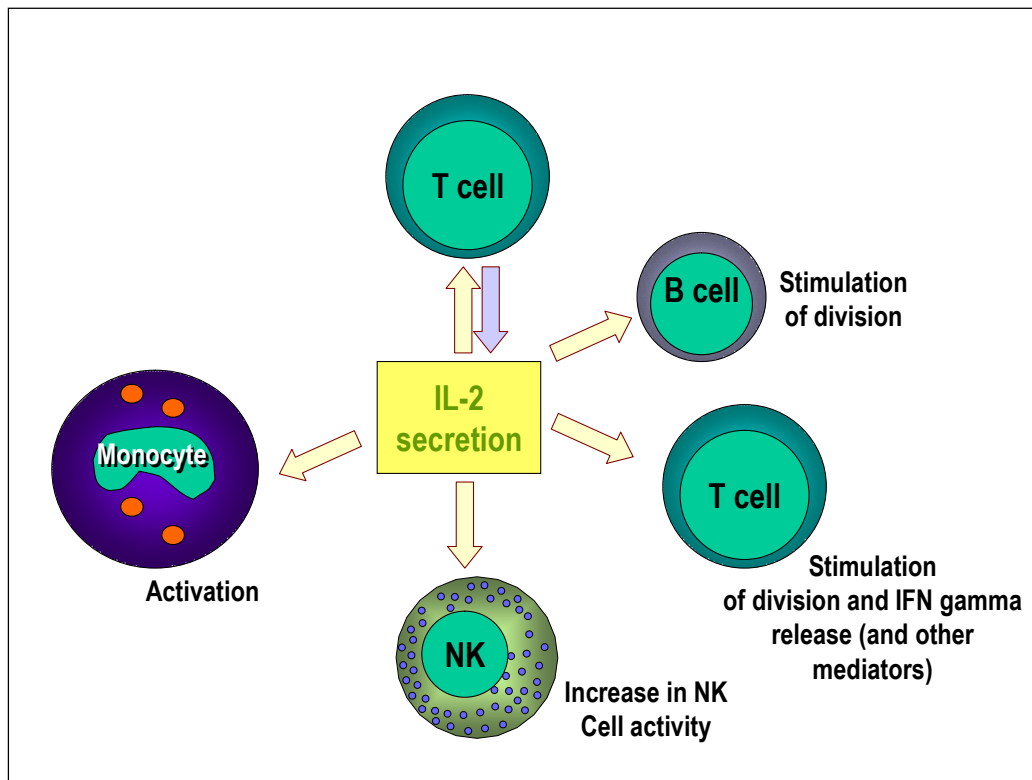 T cell
B cell
Stimulation
of division
IL-2
secretion
Monocyte
Activation
T cell
Stimulation
of division and IFN gamma
release (and other
mediators)
NK
Increase in NK
Cell activity